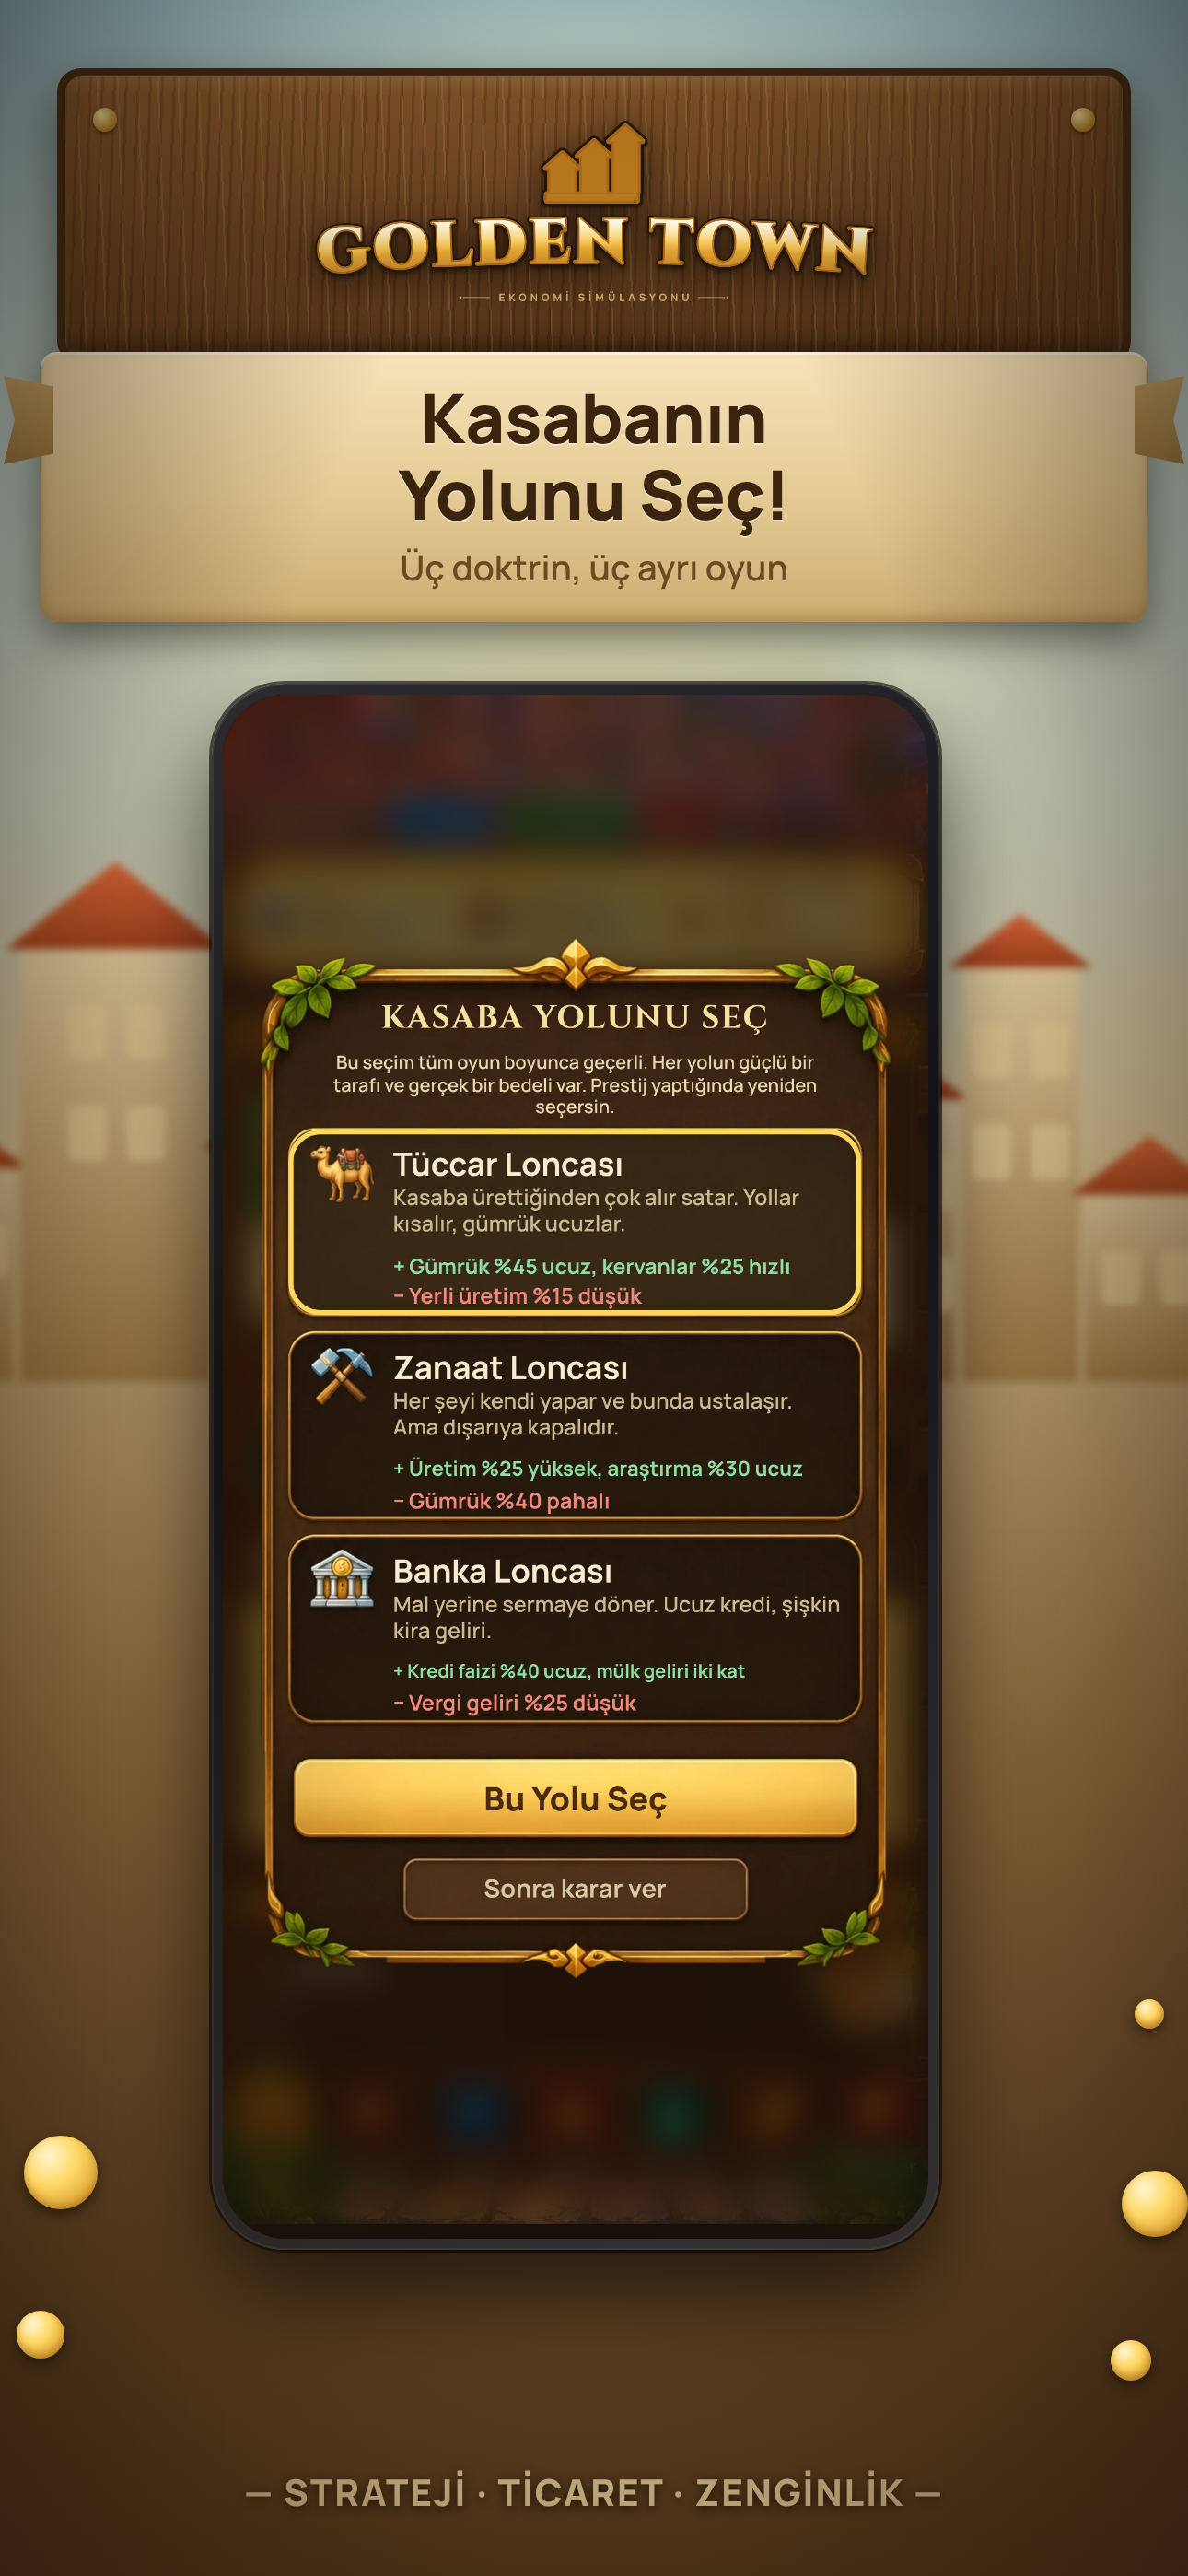 GOLDEN TOWN
EKONOMİ SİMÜLASYONU
Kasabanın
Yolunu Seç!
Üç doktrin, üç ayrı oyun
KASABA YOLUNU SEÇ
Bu seçim tüm oyun boyunca geçerli. Her yolun güçlü bir
tarafı ve gerçek bir bedeli var. Prestij yaptığında yeniden
seçersin.
Tüccar Loncası
Kasaba ürettiğinden çok alır satar. Yollar
kısalır, gümrük ucuzlar.
+ Gümrük %45 ucuz, kervanlar %25 hızlı
− Yerli üretim %15 düşük
Zanaat Loncası
Her şeyi kendi yapar ve bunda ustalaşır.
Ama dışarıya kapalıdır.
+ Üretim %25 yüksek, araştırma %30 ucuz
− Gümrük %40 pahalı
Banka Loncası
Mal yerine sermaye döner. Ucuz kredi, şişkin
kira geliri.
+ Kredi faizi %40 ucuz, mülk geliri iki kat
− Vergi geliri %25 düşük
Bu Yolu Seç
Sonra karar ver
— STRATEJİ · TİCARET · ZENGİNLİK —